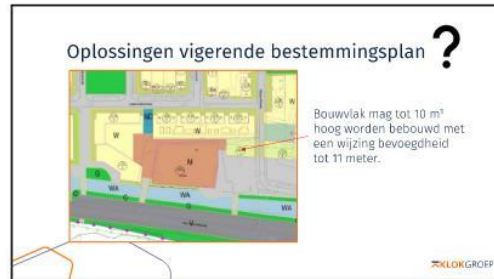 Oplossingen vigerende bestemmingsplan ?
Bouwvlak mag tot 10 m¹
hoog worden bebouwd met
een wijzing bevoegdheid
tot 11 meter.
W
W
W
M
G
WA
WA
G
WA
G
V
KLOKGROEP